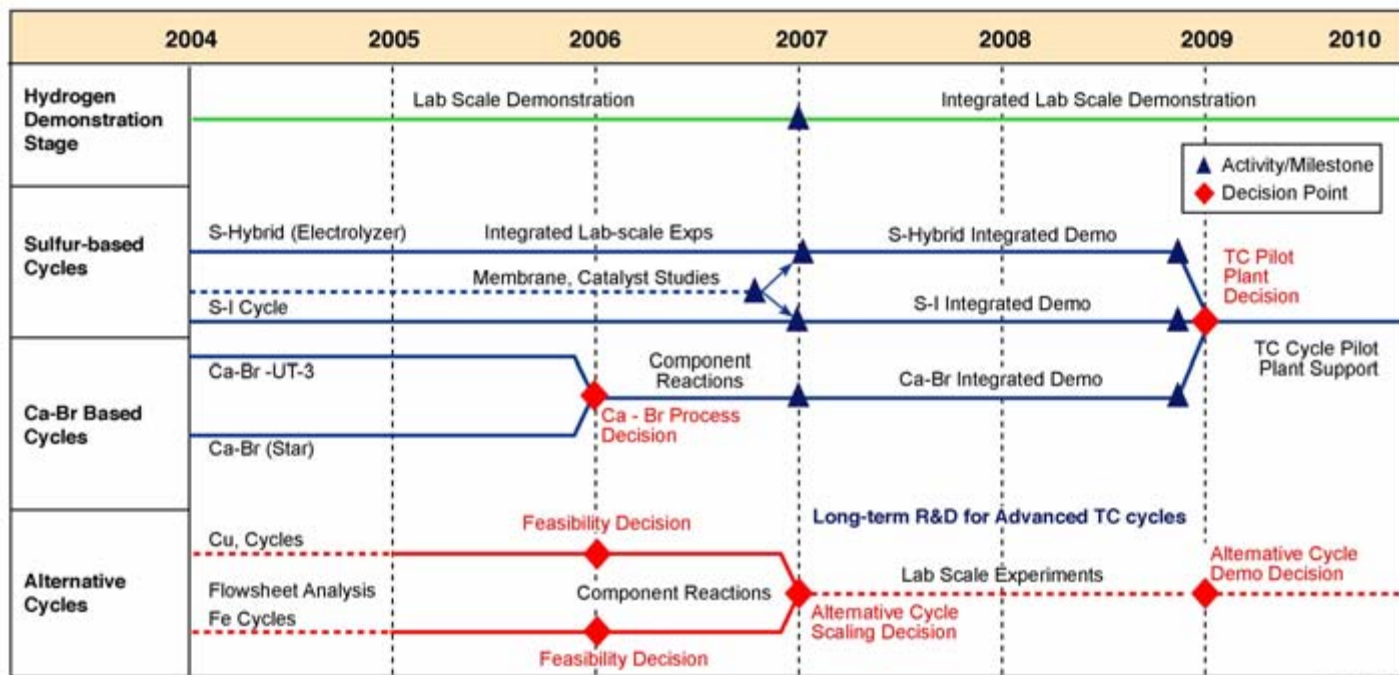 2004 2005 2006 2007 2008 2009 2010
Hydrogen
Demonstration
Stage
Lab Scale Demonstration
Integrated Lab Scale Demonstration
Activity/Milestone
Decision Point
Sulfur-based
Cycles
S-Hybrid (Electrolyzer)
Integrated Lab-scale Exps
S-Hybrid Integrated Demo
Membrane, Catalyst Studies
TC Pilot
Plant
Decision
S-I Cycle
S-I Integrated Demo
TC Cycle Pilot
Plant Support
Ca-Br Based
Cycles
Ca-Br -UT-3
Component
Reactions
Ca-Br Integrated Demo
Ca - Br Process
Decision
Ca-Br (Star)
Alternative
Cycles
Feasibility Decision
Long-term R&D for Advanced TC cycles
Cu, Cycles
Flowsheet Analysis
Component Reactions
Lab Scale Experiments
Alternative Cycle
Demo Decision
Fe Cycles
Alternative Cycle
Scaling Decision
Feasibility Decision